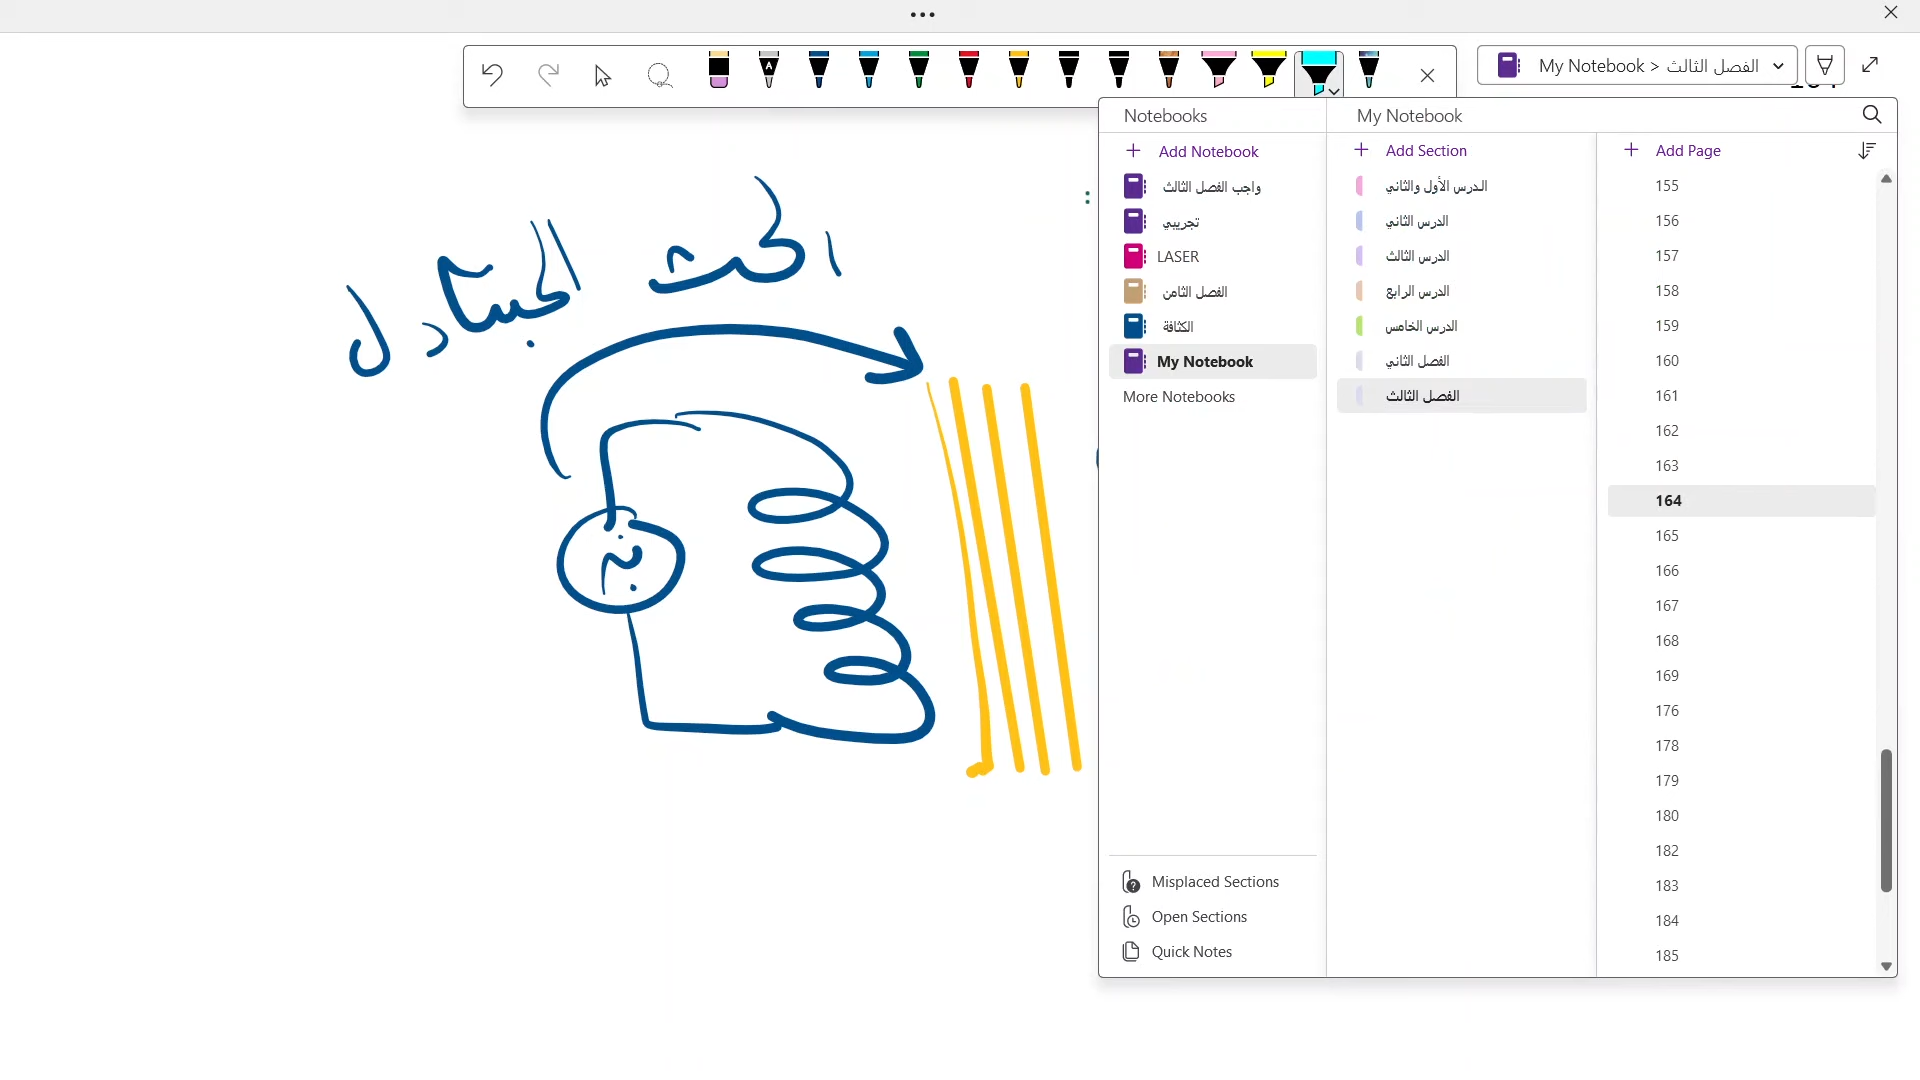 My Notebook > الفصل الثالث
Notebooks
Add Notebook
واجب الفصل الثالث
تجريبي
LASER
الفصل الثامن
الكثافة
My Notebook
More Notebooks
Misplaced Sections
Open Sections
Quick Notes
My Notebook
Add Section
الدرس الأول والثاني
الدرس الثاني
الدرس الثالث
الدرس الرابع
الدرس الخامس
الفصل الثاني
الفصل الثالث
Add Page
155
156
157
158
159
160
161
162
163
164
165
166
167
168
169
176
178
179
180
182
183
184
185
الحث المتبادل